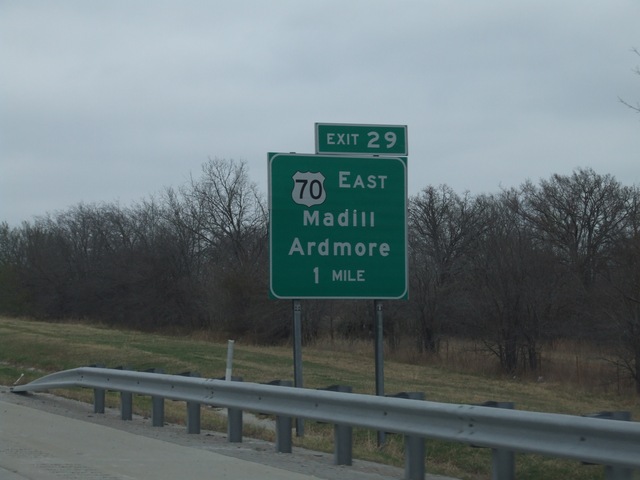 EXIT 29
70 EAST
Madill
Ardmore
1 MILE